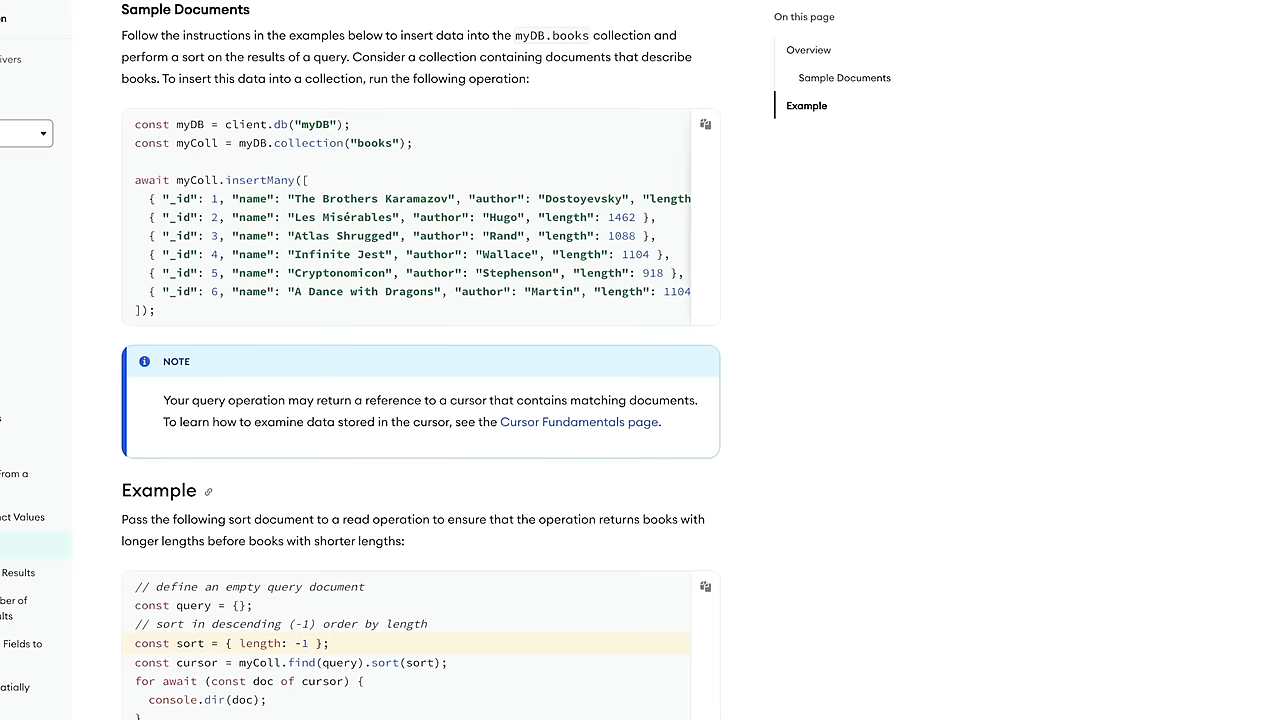 Sample Documents
Follow the instructions in the examples below to insert data into the myDB.books collection and
perform a sort on the results of a query. Consider a collection containing documents that describe
books. To insert this data into a collection, run the following operation:
const myDB = client.db("myDB");
const myColl = myDB.collection("books");
await myColl.insertMany([
{ "_id": 1, "name": "The Brothers Karamazov", "author": "Dostoyevsky", "length
{ "_id": 2, "name": "Les Misérables", "author": "Hugo", "length": 1462 },
{ "_id": 3, "name": "Atlas Shrugged", "author": "Rand", "length": 1088 },
{ "_id": 4, "name": "Infinite Jest", "author": "Wallace", "length": 1104 },
{ "_id": 5, "name": "Cryptonomicon", "author": "Stephenson", "length": 918 },
{ "_id": 6, "name": "A Dance with Dragons", "author": "Martin", "length": 1104
]);
NOTE
Your query operation may return a reference to a cursor that contains matching documents.
To learn how to examine data stored in the cursor, see the Cursor Fundamentals page.
Example
Pass the following sort document to a read operation to ensure that the operation returns books with
longer lengths before books with shorter lengths:
// define an empty query document
const query = {};
// sort in descending (-1) order by length
const sort = { length: -1 };
const cursor = myColl.find(query).sort(sort);
for await (const doc of cursor) {
console.dir(doc);
}
On this page
Overview
Sample Documents
Example
Values
Results
of
Fields to